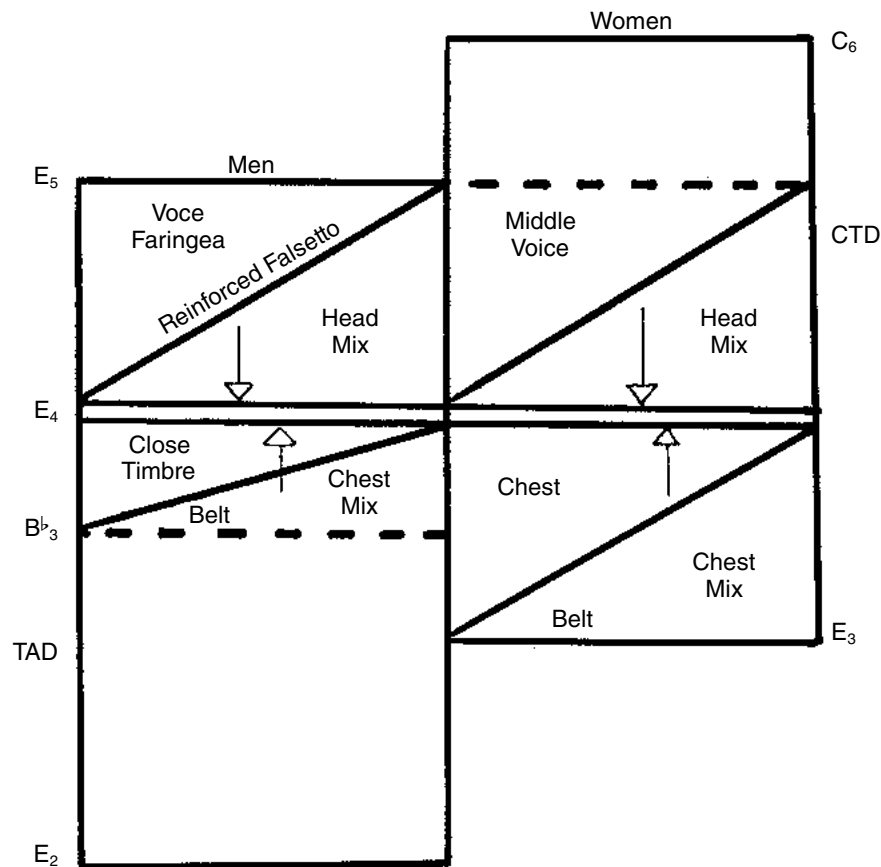 Women
C₆
Men
E₅
Voce
Faringea
Reinforced Falsetto
Middle
Voice
CTD
Head
Mix
Head
Mix
E₄
Close
Timbre
Chest
Mix
Belt
Chest
B♭₃
Chest
Mix
Belt
E₃
TAD
E₂